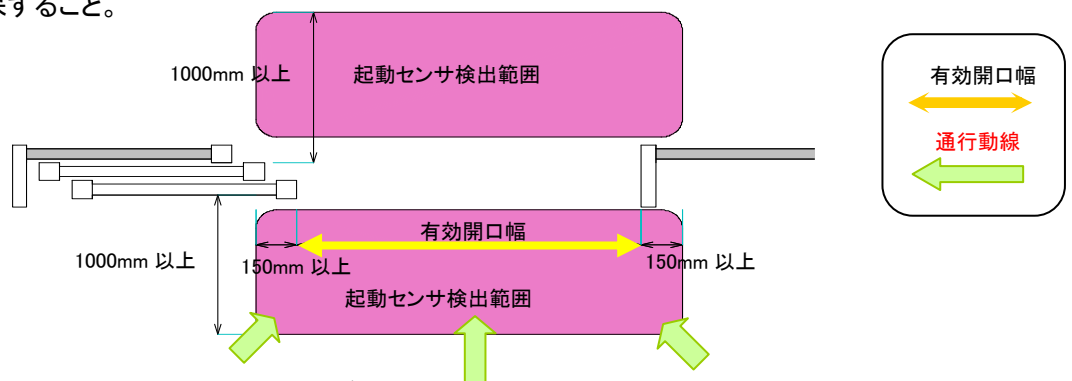 保すること。
1000mm 以上
起動センサ検出範囲
有効開口幅
通行動線
有効開口幅
1000mm 以上
150mm 以上
150mm 以上
起動センサ検出範囲